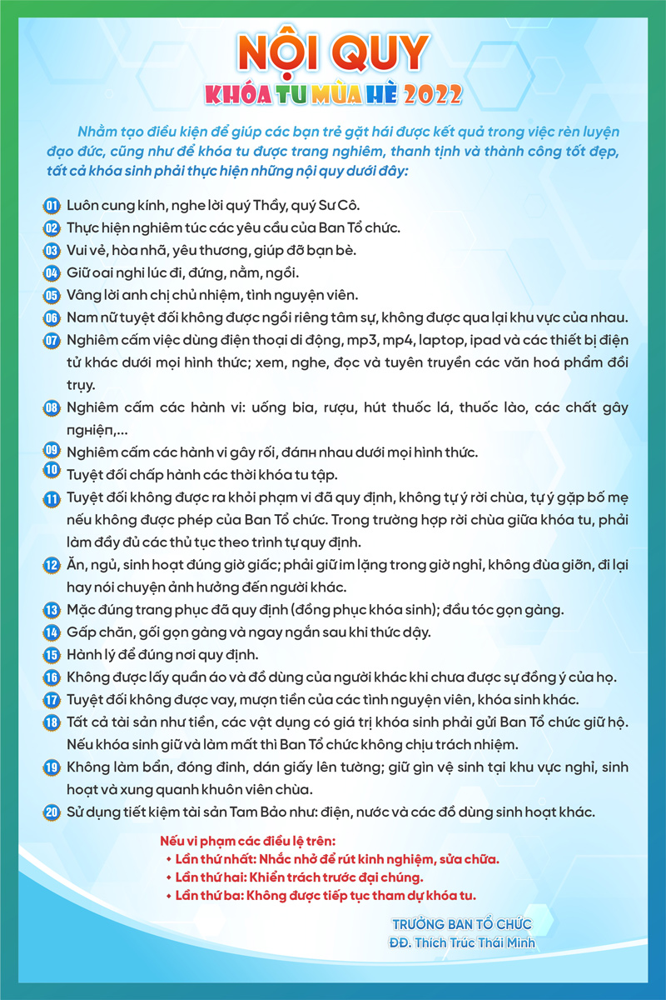 NỘI QUY
KHÓA TU MÙA HÈ 2022
Nhằm tạo điều kiện để giúp các bạn trẻ gặt hái được kết quả trong việc rèn luyện
đạo đức, cũng như để khóa tu được trang nghiêm, thanh tịnh và thành công tốt đẹp,
tất cả khóa sinh phải thực hiện những nội quy dưới đây:
01 Luôn cung kính, nghe lời quý Thầy, quý Sư Cô.
02 Thực hiện nghiêm túc các yêu cầu của Ban Tổ chức.
03 Vui vẻ, hòa nhã, yêu thương, giúp đỡ bạn bè.
04 Giữ oai nghi lúc đi, đứng, nằm, ngồi.
05 Vâng lời anh chị chủ nhiệm, tình nguyện viên.
06 Nam nữ tuyệt đối không được ngồi riêng tâm sự, không được qua lại khu vực của nhau.
07 Nghiêm cấm việc dùng điện thoại di động, mp3, mp4, laptop, ipad và các thiết bị điện
tử khác dưới mọi hình thức; xem, nghe, đọc và tuyên truyền các văn hoá phẩm đồi
trụy.
08 Nghiêm cấm các hành vi: uống bia, rượu, hút thuốc lá, thuốc lào, các chất gây
пgнiệп,...
09 Nghiêm cấm các hành vi gây rối, đáпн nhau dưới mọi hình thức.
10 Tuyệt đối chấp hành các thời khóa tu tập.
11 Tuyệt đối không được ra khỏi phạm vi đã quy định, không tự ý rời chùa, tự ý gặp bố mẹ
nếu không được phép của Ban Tổ chức. Trong trường hợp rời chùa giữa khóa tu, phải
làm đầy đủ các thủ tục theo trình tự quy định.
12 Ăn, ngủ, sinh hoạt đúng giờ giấc; phải giữ im lặng trong giờ nghỉ, không đùa giỡn, đi lại
hay nói chuyện ảnh hưởng đến người khác.
13 Mặc đúng trang phục đã quy định (đồng phục khóa sinh); đầu tóc gọn gàng.
14 Gấp chăn, gối gọn gàng và ngay ngắn sau khi thức dậy.
15 Hành lý để đúng nơi quy định.
16 Không được lấy quần áo và đồ dùng của người khác khi chưa được sự đồng ý của họ.
17 Tuyệt đối không được vay, mượn tiền của các tình nguyện viên, khóa sinh khác.
18 Tất cả tài sản như tiền, các vật dụng có giá trị khóa sinh phải gửi Ban Tổ chức giữ hộ.
Nếu khóa sinh giữ và làm mất thì Ban Tổ chức không chịu trách nhiệm.
19 Không làm bẩn, đóng đinh, dán giấy lên tường; giữ gìn vệ sinh tại khu vực nghỉ, sinh
hoạt và xung quanh khuôn viên chùa.
20 Sử dụng tiết kiệm tài sản Tam Bảo như: điện, nước và các đồ dùng sinh hoạt khác.
Nếu vi phạm các điều lệ trên:
• Lần thứ nhất: Nhắc nhở để rút kinh nghiệm, sửa chữa.
• Lần thứ hai: Khiển trách trước đại chúng.
• Lần thứ ba: Không được tiếp tục tham dự khóa tu.
TRƯỞNG BAN TỔ CHỨC
ĐĐ. Thích Trúc Thái Minh